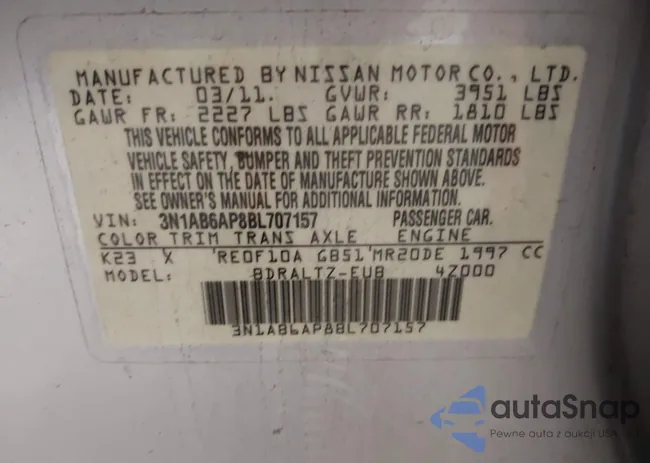 MANUFACTURED BY NISSAN MOTOR CO., LTD.
DATE: 03/11. GVWR: 3951 LBS
GAWR FR: 2227 LBS GAWR RR: 1810 LBS
THIS VEHICLE CONFORMS TO ALL APPLICABLE FEDERAL MOTOR
VEHICLE SAFETY, BUMPER AND THEFT PREVENTION STANDARDS
IN EFFECT ON THE DATE OF MANUFACTURE SHOWN ABOVE.
SEE OWNER'S MANUAL FOR ADDITIONAL INFORMATION.
VIN: 3N1AB6AP8BL707157 PASSENGER CAR.
COLOR TRIM TRANS AXLE ENGINE
K23 X 'RE0F10A GB51'MR20DE 1997 CC
MODEL: BDRALTZ-EUB 4Z000
3N1AB6AP8BL707157
autaSnap
Pewne auta z aukcji USA